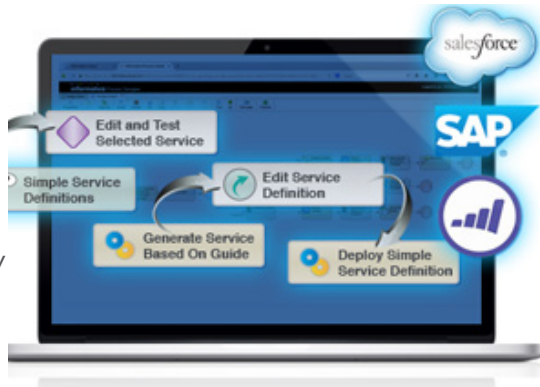 salesforce
informatica
Edit and Test
Selected Service
SAP
Simple Service
Definitions
Edit Service
Definition
Generate Service
Based On Guide
Deploy Simple
Service Definition